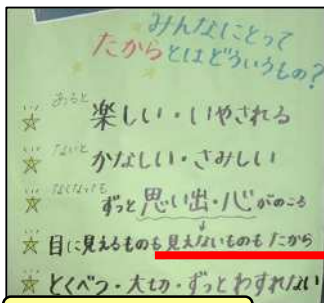 みんなにとって
たからとはどういうもの?
あると
楽しい・いやされる
ないと
かなしい・さみしい
なくなっても
ずっと思い出・心がのこる
↓
目に見えるものも見えないものもたから
とくべつ・大切・ずっとわすれない